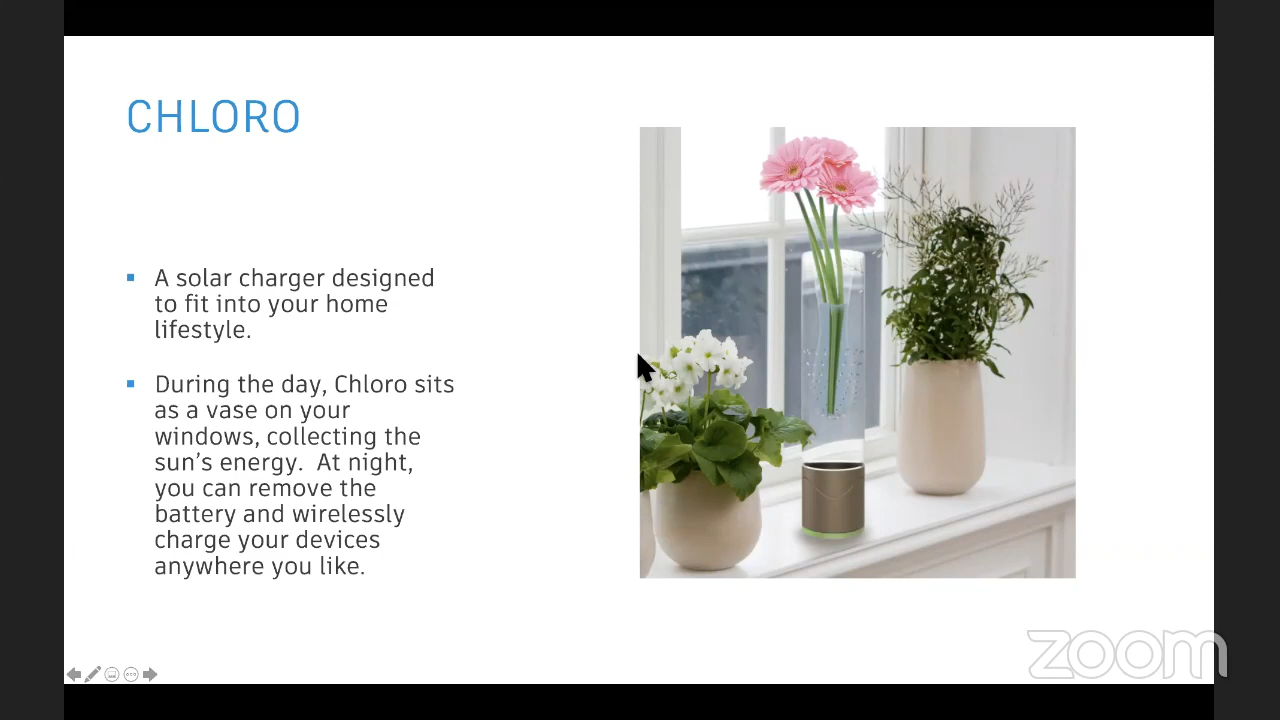 CHLORO
A solar charger designed
to fit into your home
lifestyle.
During the day, Chloro sits
as a vase on your
windows, collecting the
sun’s energy.  At night,
you can remove the
battery and wirelessly
charge your devices
anywhere you like.
zoom